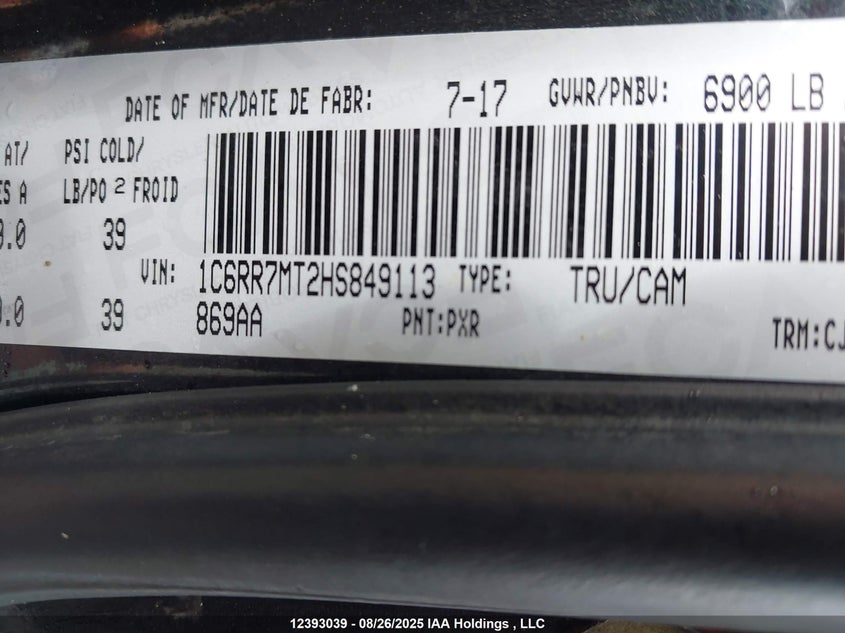 DATE OF MFR/DATE DE FABR: 7-17 GVWR/PNBV: 6900 LB
AT/ PSI COLD/
ES A LB/PO 2 FROID
.0 39
VIN: 1C6RR7MT2HS849113 TYPE: TRU/CAM
.0 39 869AA PNT:PXR TRM:CJ
12393039 - 08/26/2025 IAA Holdings , LLC